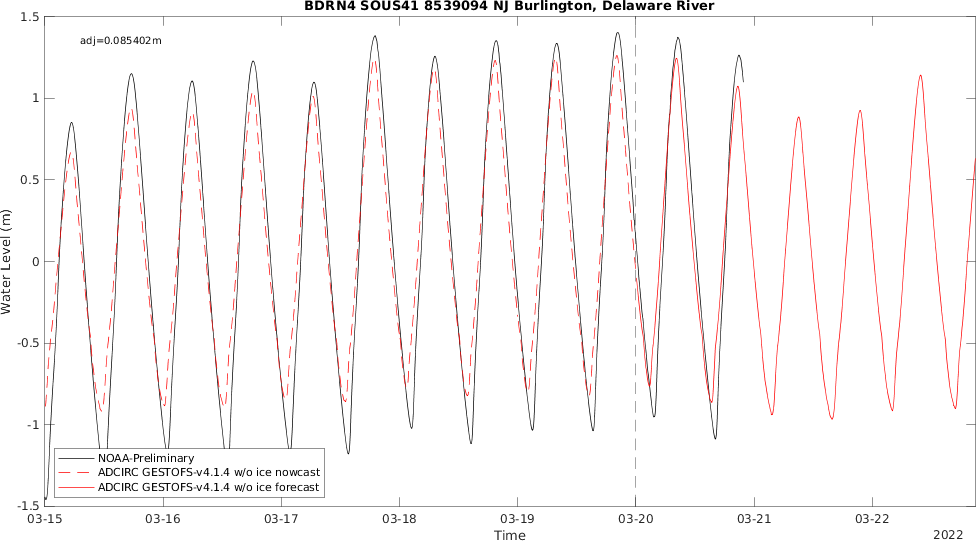 BDRN4 SOUS41 8539094 NJ Burlington, Delaware River
adj=0.085402m
1.5
1
0.5
0
-0.5
-1
-1.5
Water Level (m)
NOAA-Preliminary
ADCIRC GESTOFS-v4.1.4 w/o ice nowcast
ADCIRC GESTOFS-v4.1.4 w/o ice forecast
03-15 03-16 03-17 03-18 03-19 03-20 03-21 03-22
Time
2022